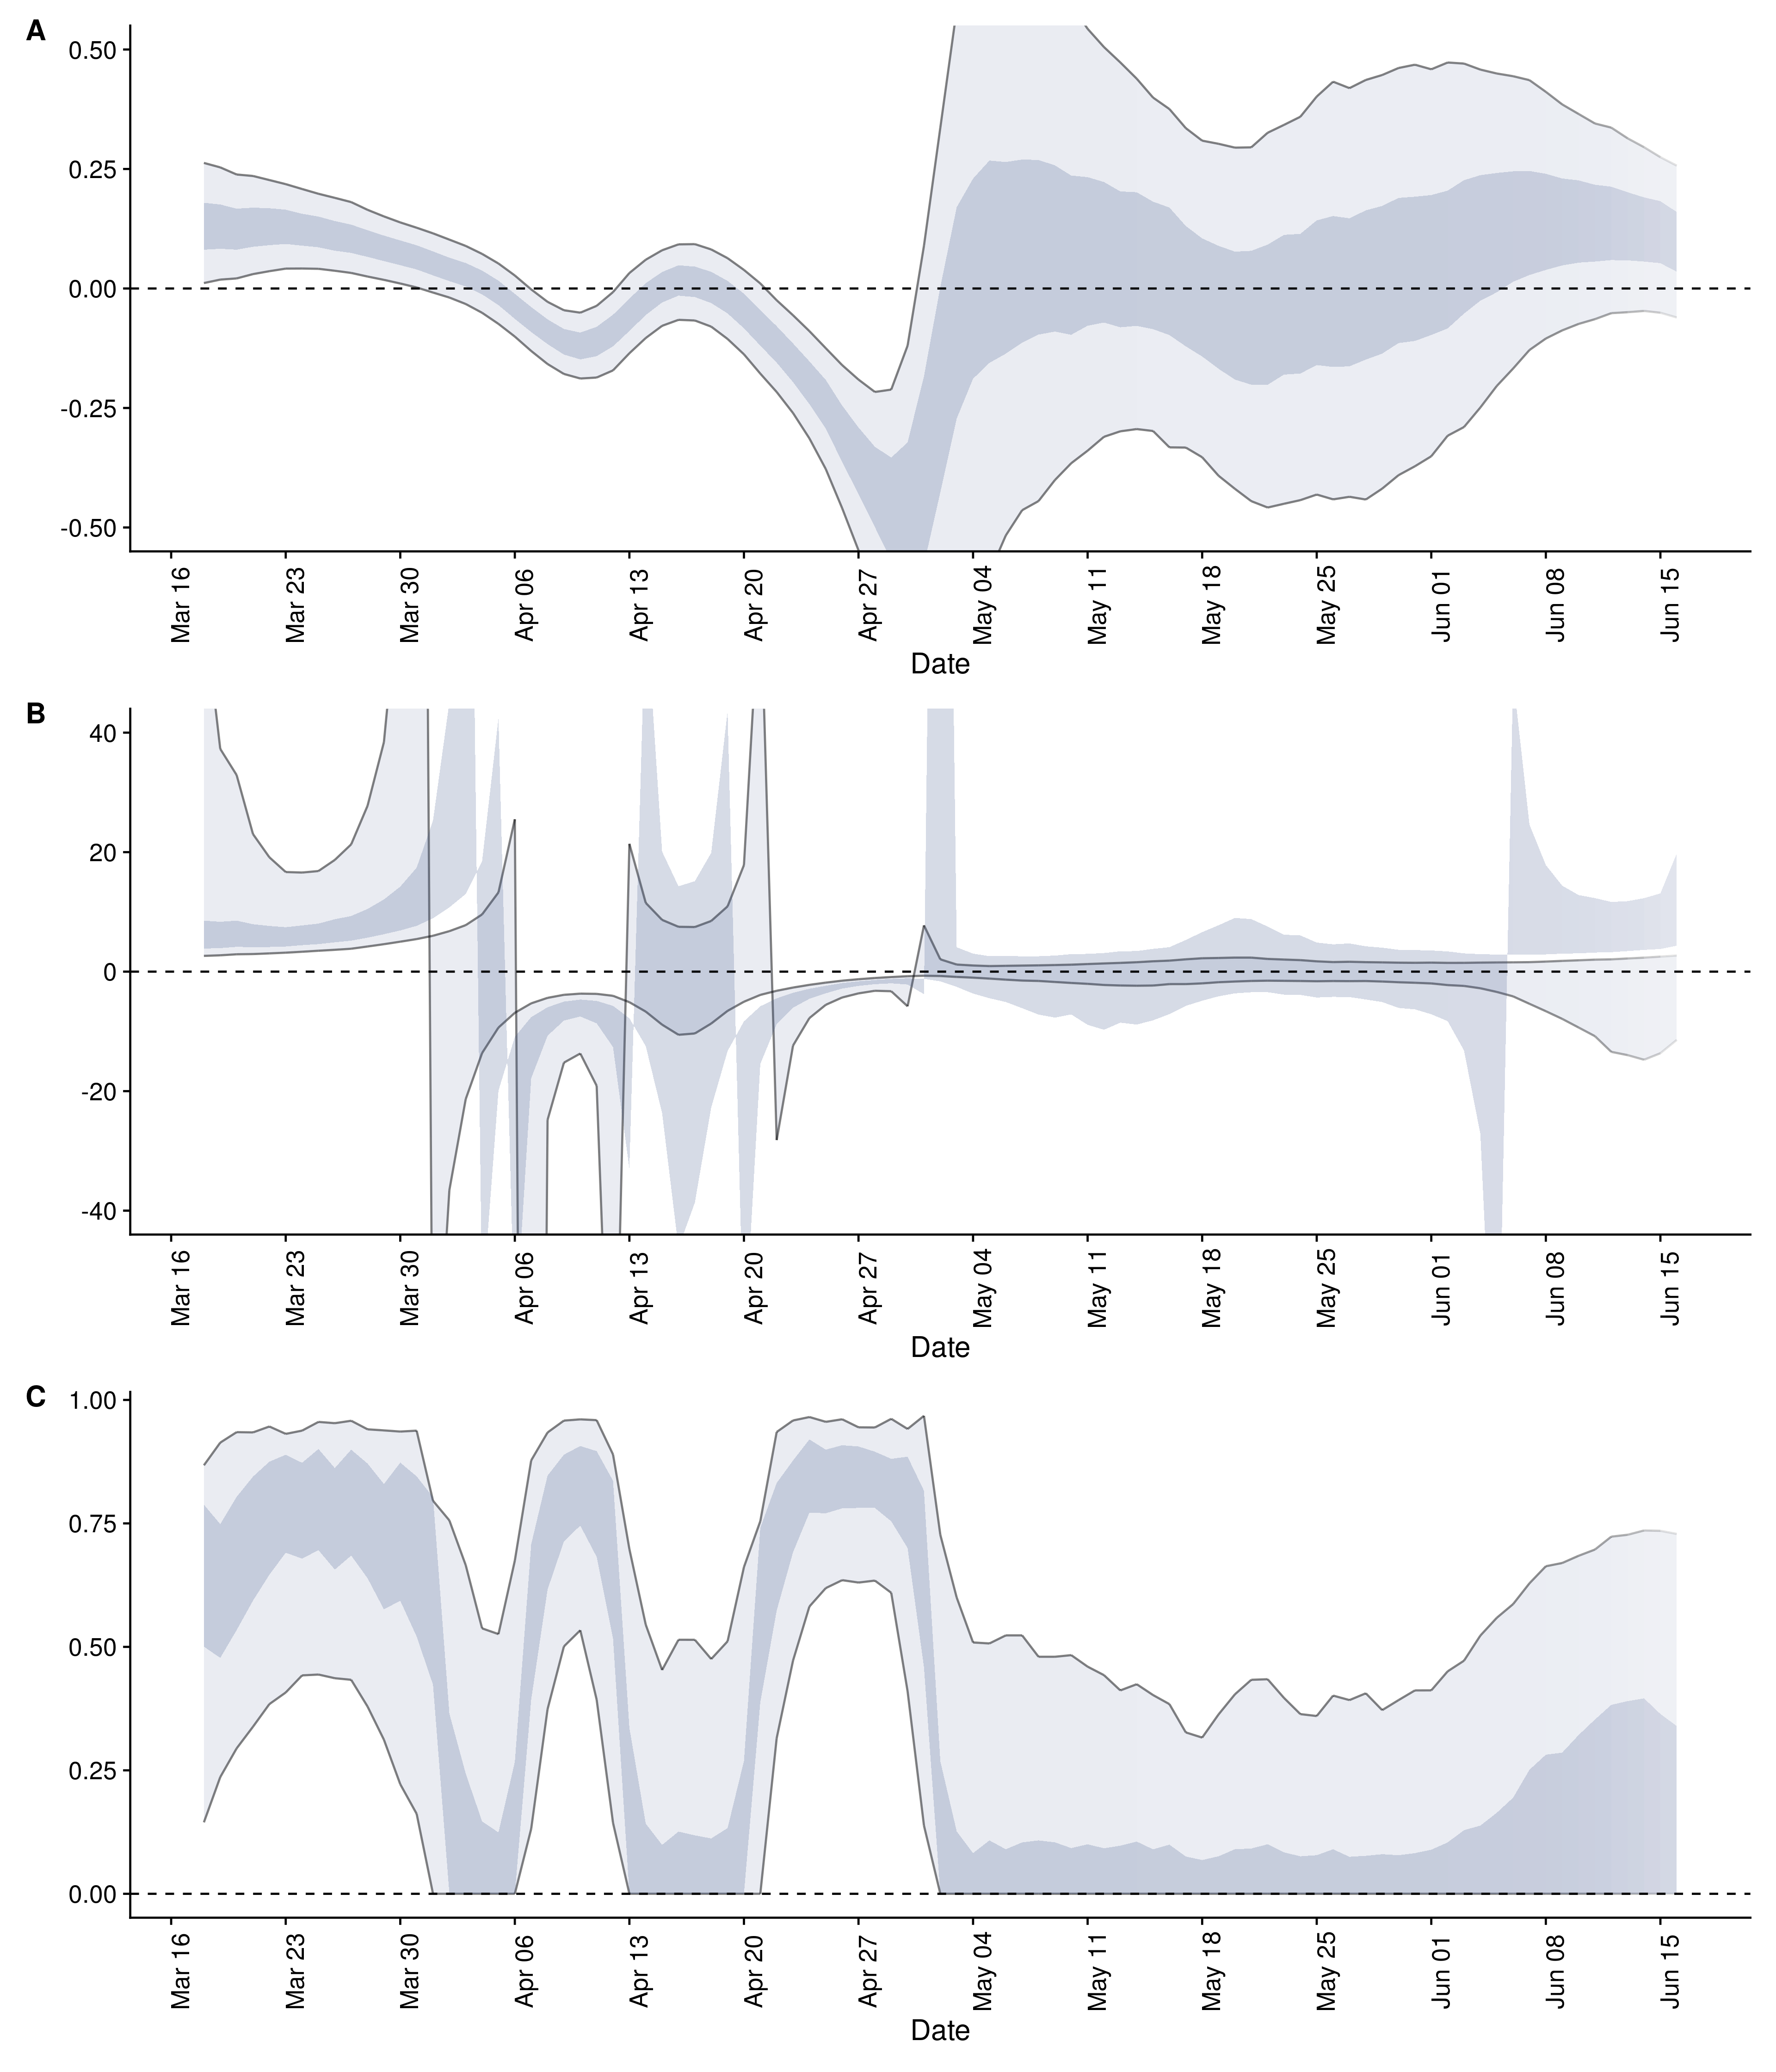 A
0.50
0.25
0.00
-0.25
-0.50
Mar 16
Mar 23
Mar 30
Apr 06
Apr 13
Apr 20
Apr 27
May 04
May 11
May 18
May 25
Jun 01
Jun 08
Jun 15
Date
B
40
20
0
-20
-40
Mar 16
Mar 23
Mar 30
Apr 06
Apr 13
Apr 20
Apr 27
May 04
May 11
May 18
May 25
Jun 01
Jun 08
Jun 15
Date
C
1.00
0.75
0.50
0.25
0.00
Mar 16
Mar 23
Mar 30
Apr 06
Apr 13
Apr 20
Apr 27
May 04
May 11
May 18
May 25
Jun 01
Jun 08
Jun 15
Date